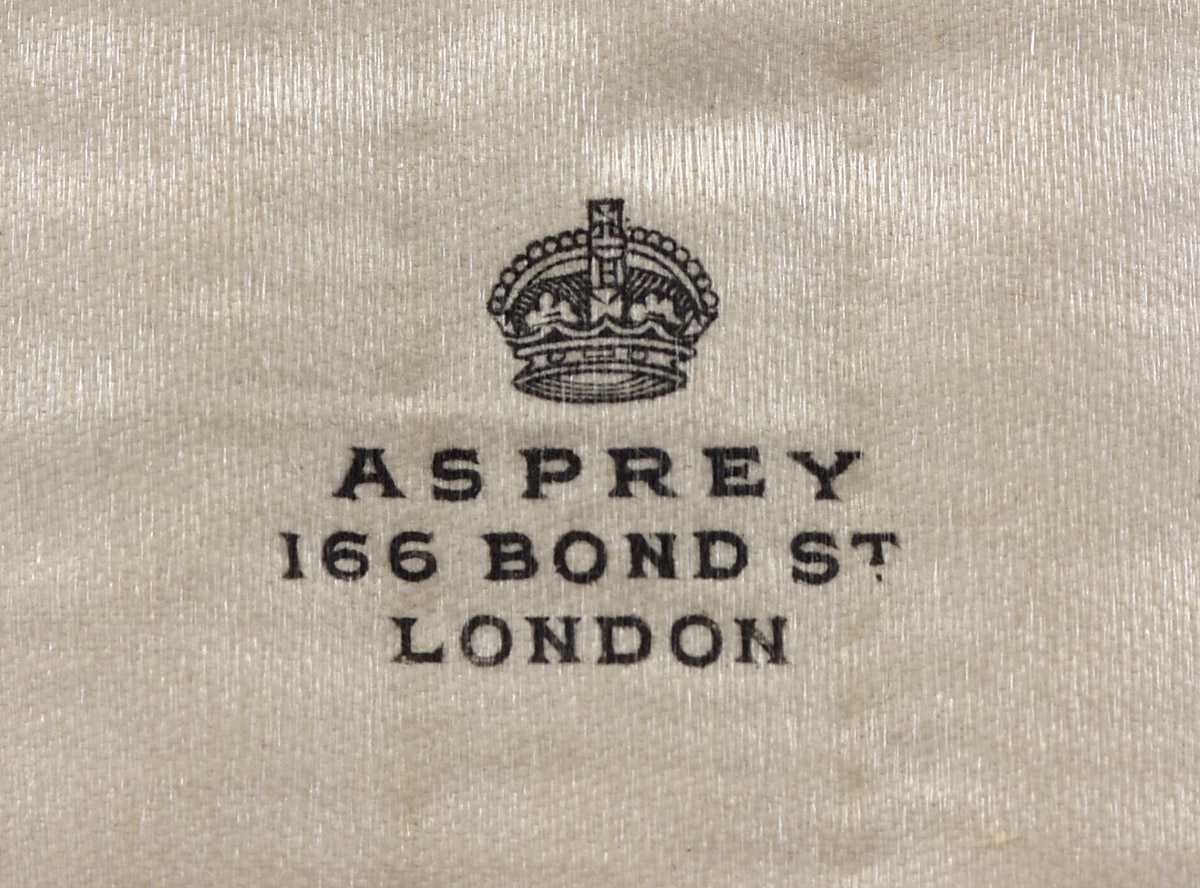 ASPREY
166 BOND ST.
LONDON